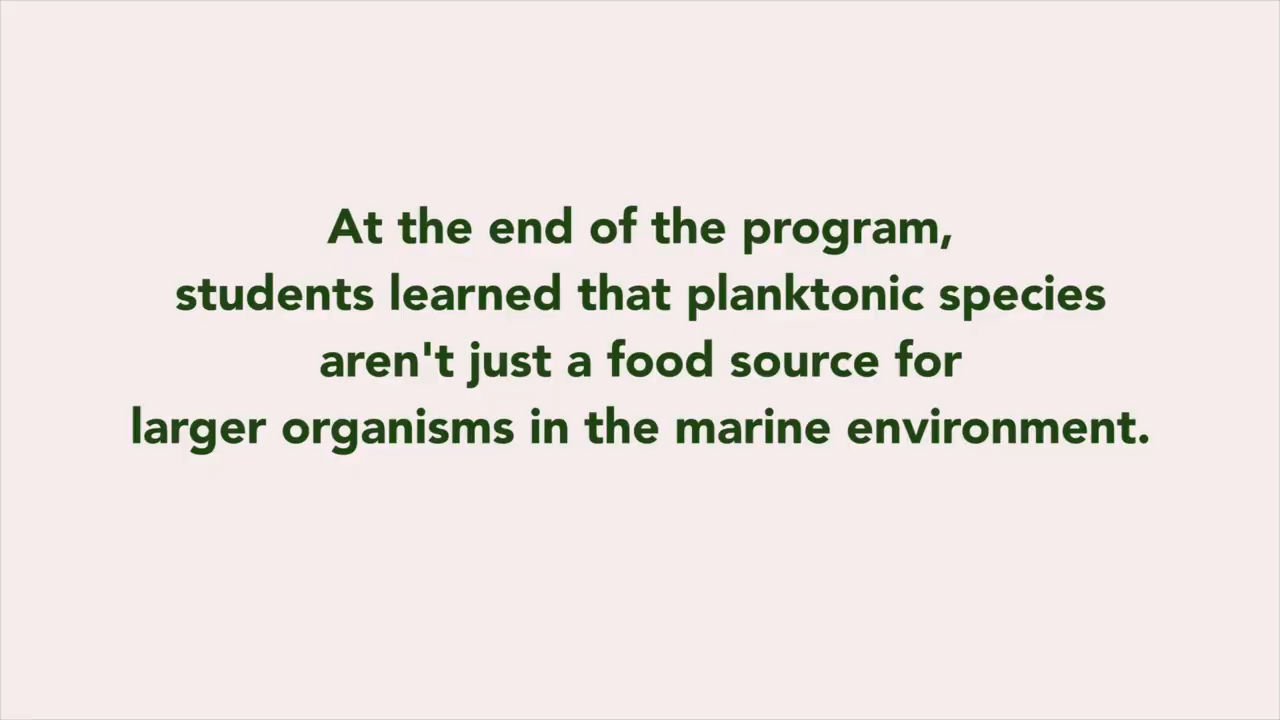 At the end of the program,
students learned that planktonic species
aren't just a food source for
larger organisms in the marine environment.